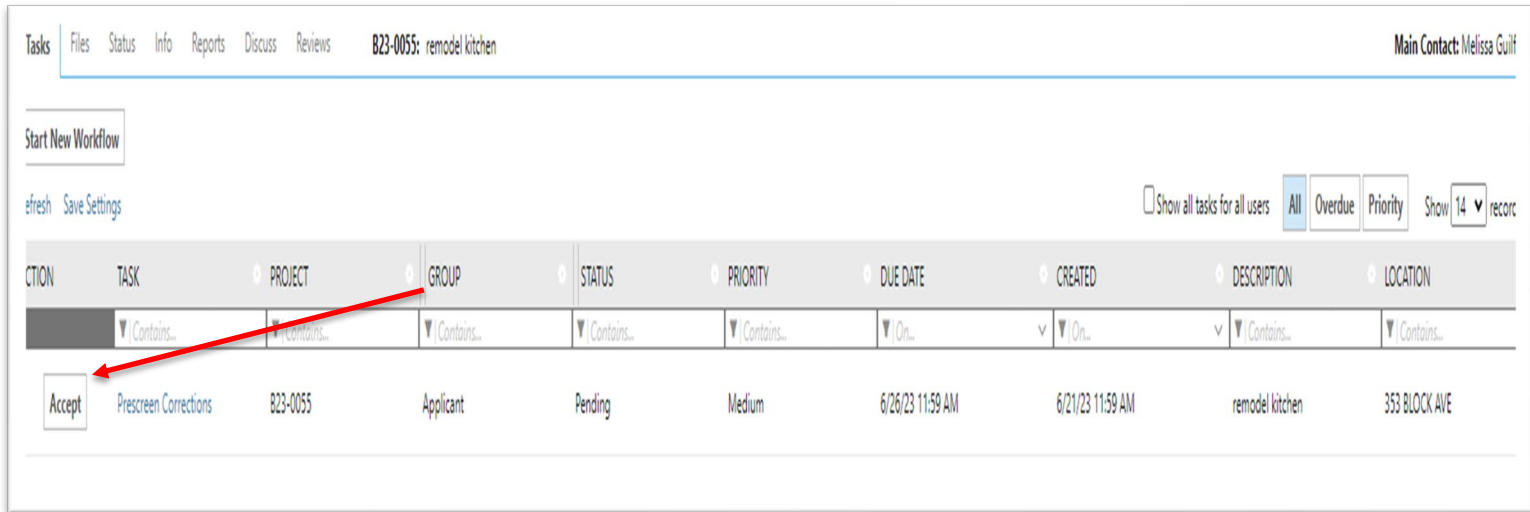 Tasks Files Status Info Reports Discuss Reviews B23-0055: remodel kitchen Main Contact: Melissa Guilf
Start New Workflow
efresh Save Settings Show all tasks for all users All Overdue Priority Show 14 recorc
CTION TASK PROJECT GROUP STATUS PRIORITY DUE DATE CREATED DESCRIPTION LOCATION
Contains... Contains... Contains... Contains... Contains... On... On... Contains... Contains...
Accept Prescreen Corrections B23-0055 Applicant Pending Medium 6/26/23 11:59 AM 6/21/23 11:59 AM remodel kitchen 353 BLOCK AVE